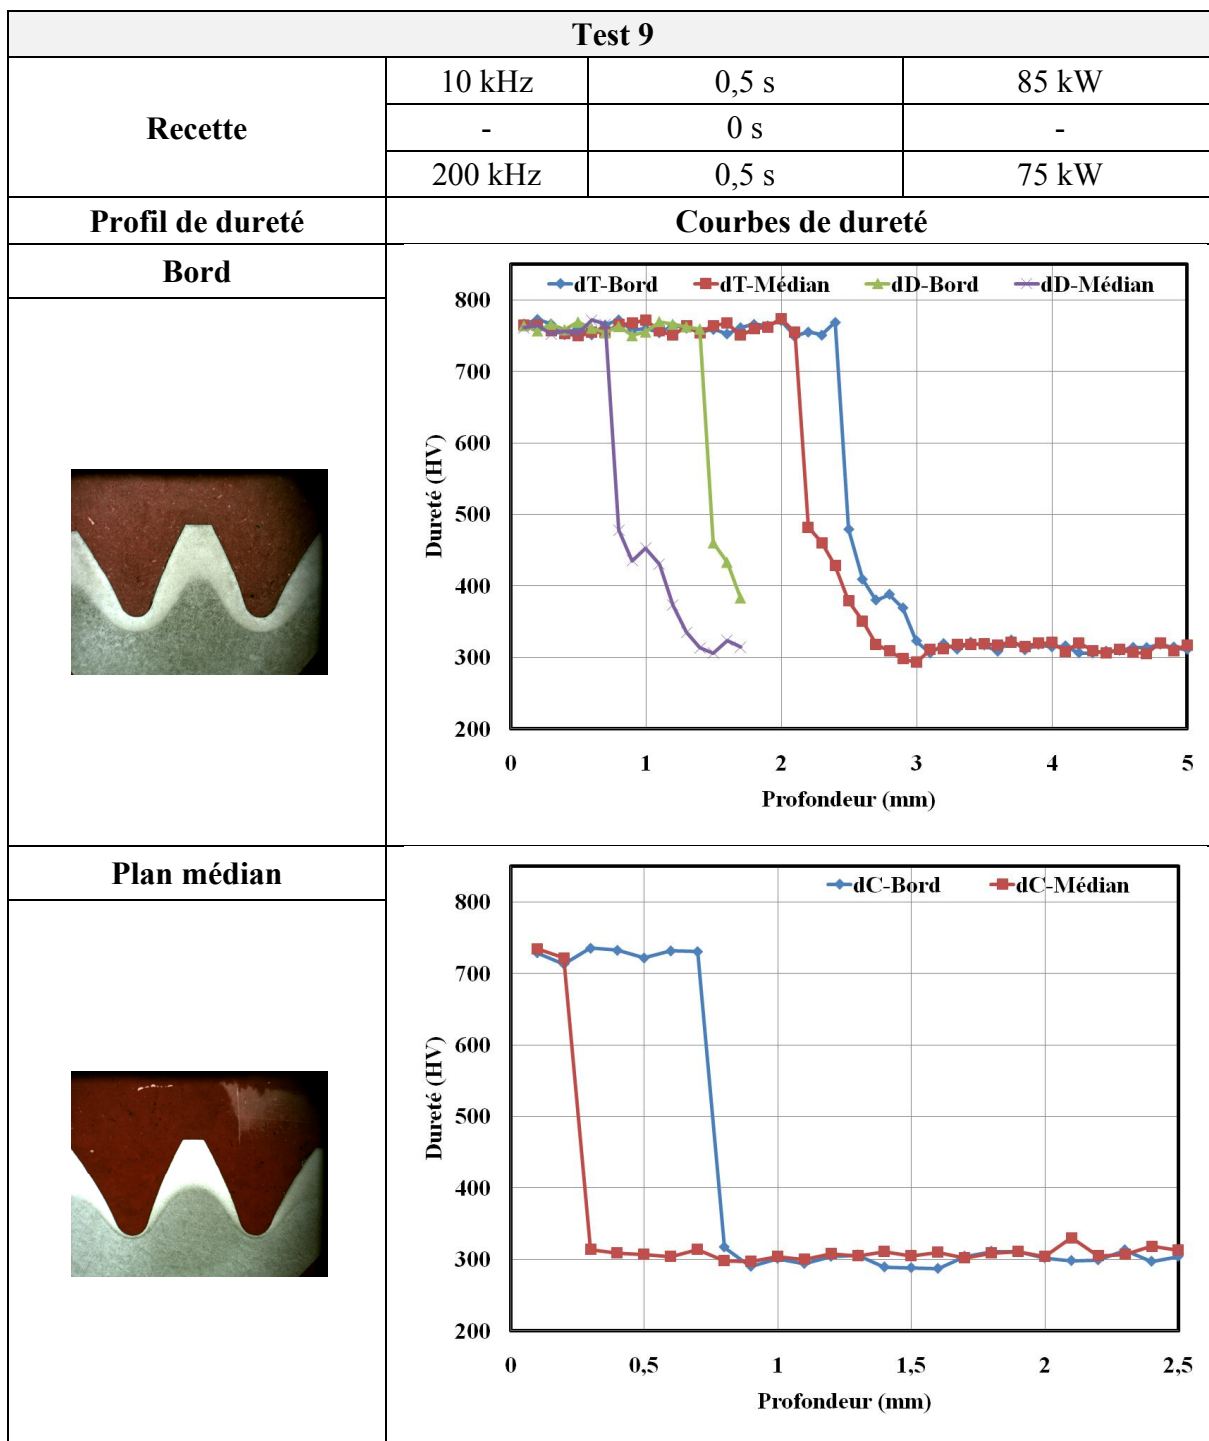 Test 9
Recette
10 kHz 0,5 s 85 kW
- 0 s -
200 kHz 0,5 s 75 kW
Profil de dureté Courbes de dureté
Bord
dT-Bord dT-Médian dD-Bord dD-Médian
800
700
600
500
400
300
200
Dureté (HV)
0 1 2 3 4 5
Profondeur (mm)
Plan médian
dC-Bord dC-Médian
800
700
600
500
400
300
200
Dureté (HV)
0 0,5 1 1,5 2 2,5
Profondeur (mm)